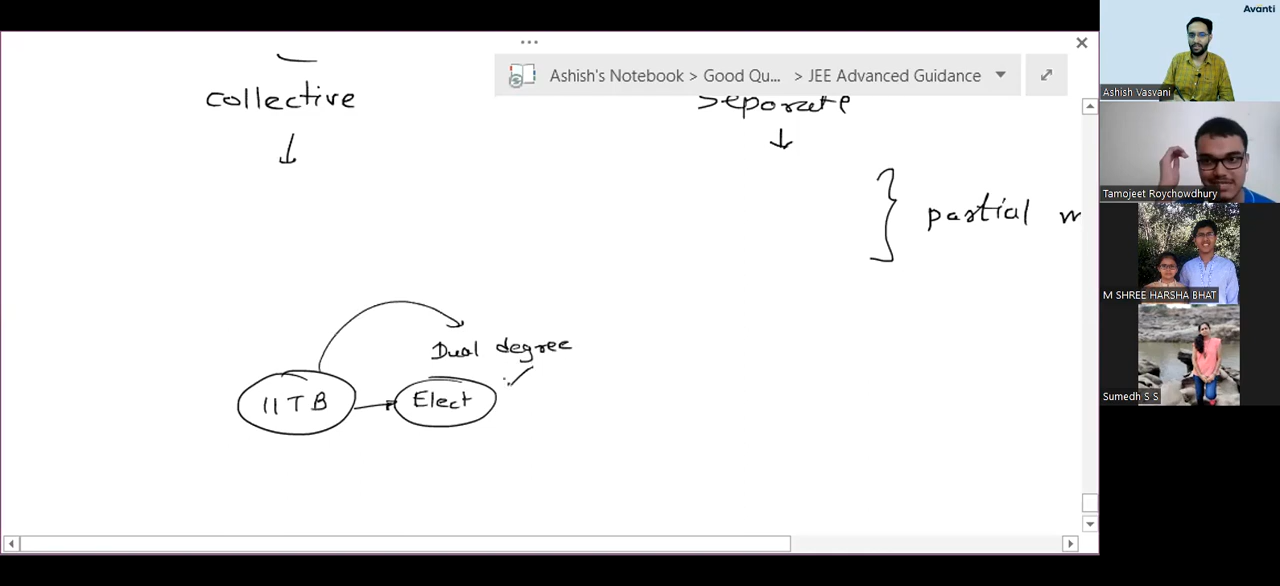 Avanti
Ashish's Notebook > Good Qu... > JEE Advanced Guidance
Ashish Vasvani
collective
Seporate
Tamojeet Roychowdhury
partial m
M SHREE HARSHA BHAT
Dual degree
IITB
Elect
Sumedh S S